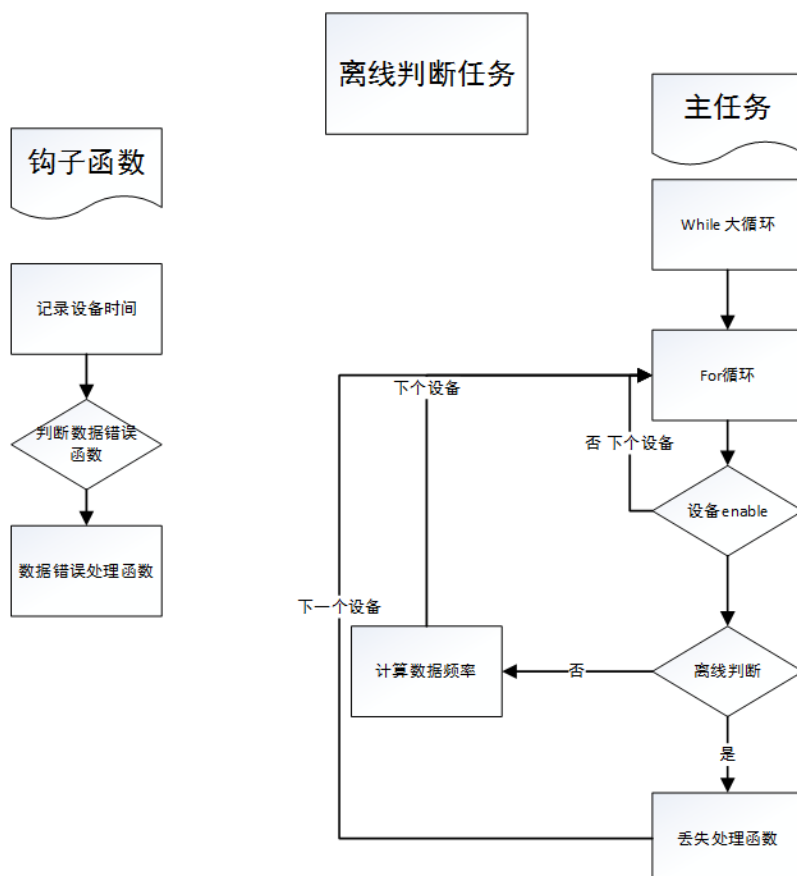 离线判断任务
主任务
钩子函数
While 大循环
记录设备时间
For循环
下个设备
判断数据错误
函数
否 下个设备
设备enable
数据错误处理函数
下一个设备
计算数据频率
否
离线判断
是
丢失处理函数